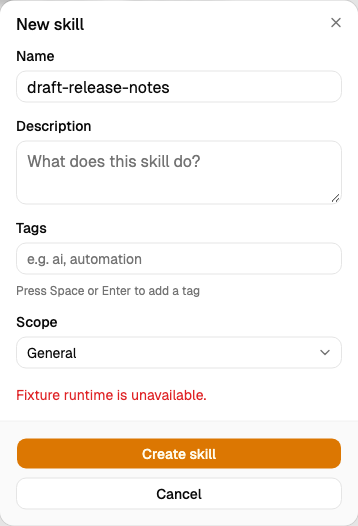 New skill
Name
draft-release-notes
Description
What does this skill do?
Tags
e.g. ai, automation
Press Space or Enter to add a tag
Scope
General
Fixture runtime is unavailable.
Create skill
Cancel